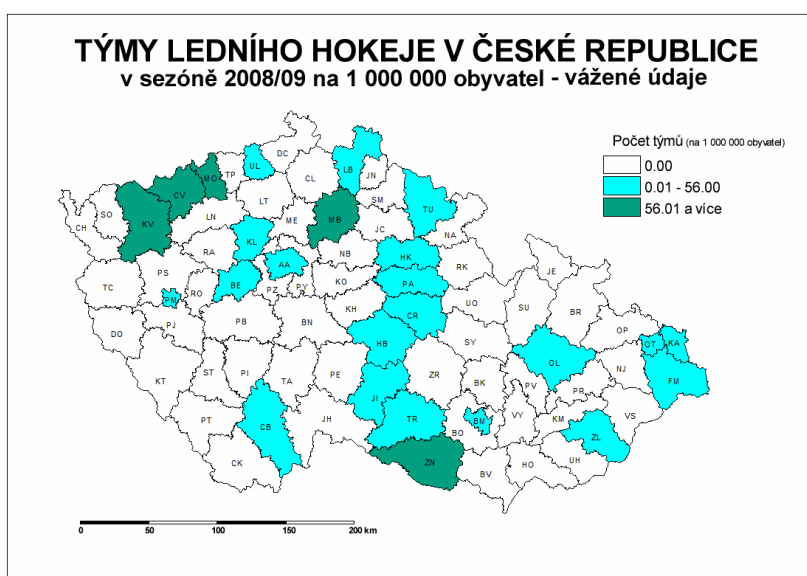 TÝMY LEDNÍHO HOKEJE V ČESKÉ REPUBLICE
v sezóně 2008/09 na 1 000 000 obyvatel - vážené údaje
Počet týmů (na 1 000 000 obyvatel)
0.00
0.01 - 56.00
56.01 a více
DC
UL
LB
JN
MO
TP
CL
CV
LT
SM
TU
SO
KV
LN
ME
MB
JC
NA
CH
RA
KL
NB
HK
RK
JE
TC
PS
RO
BE
AA
PZ
PY
KO
PA
PM
UO
SU
BR
DO
PJ
PB
BN
KH
CR
OP
OT
KA
HB
SY
OL
NJ
FM
KT
ST
PI
TA
PE
ZR
BK
PV
PR
JI
VS
PT
CB
JH
TR
BM
BO
VY
KM
ZL
CK
ZN
BV
HO
UH
0 50 100 150 200 km